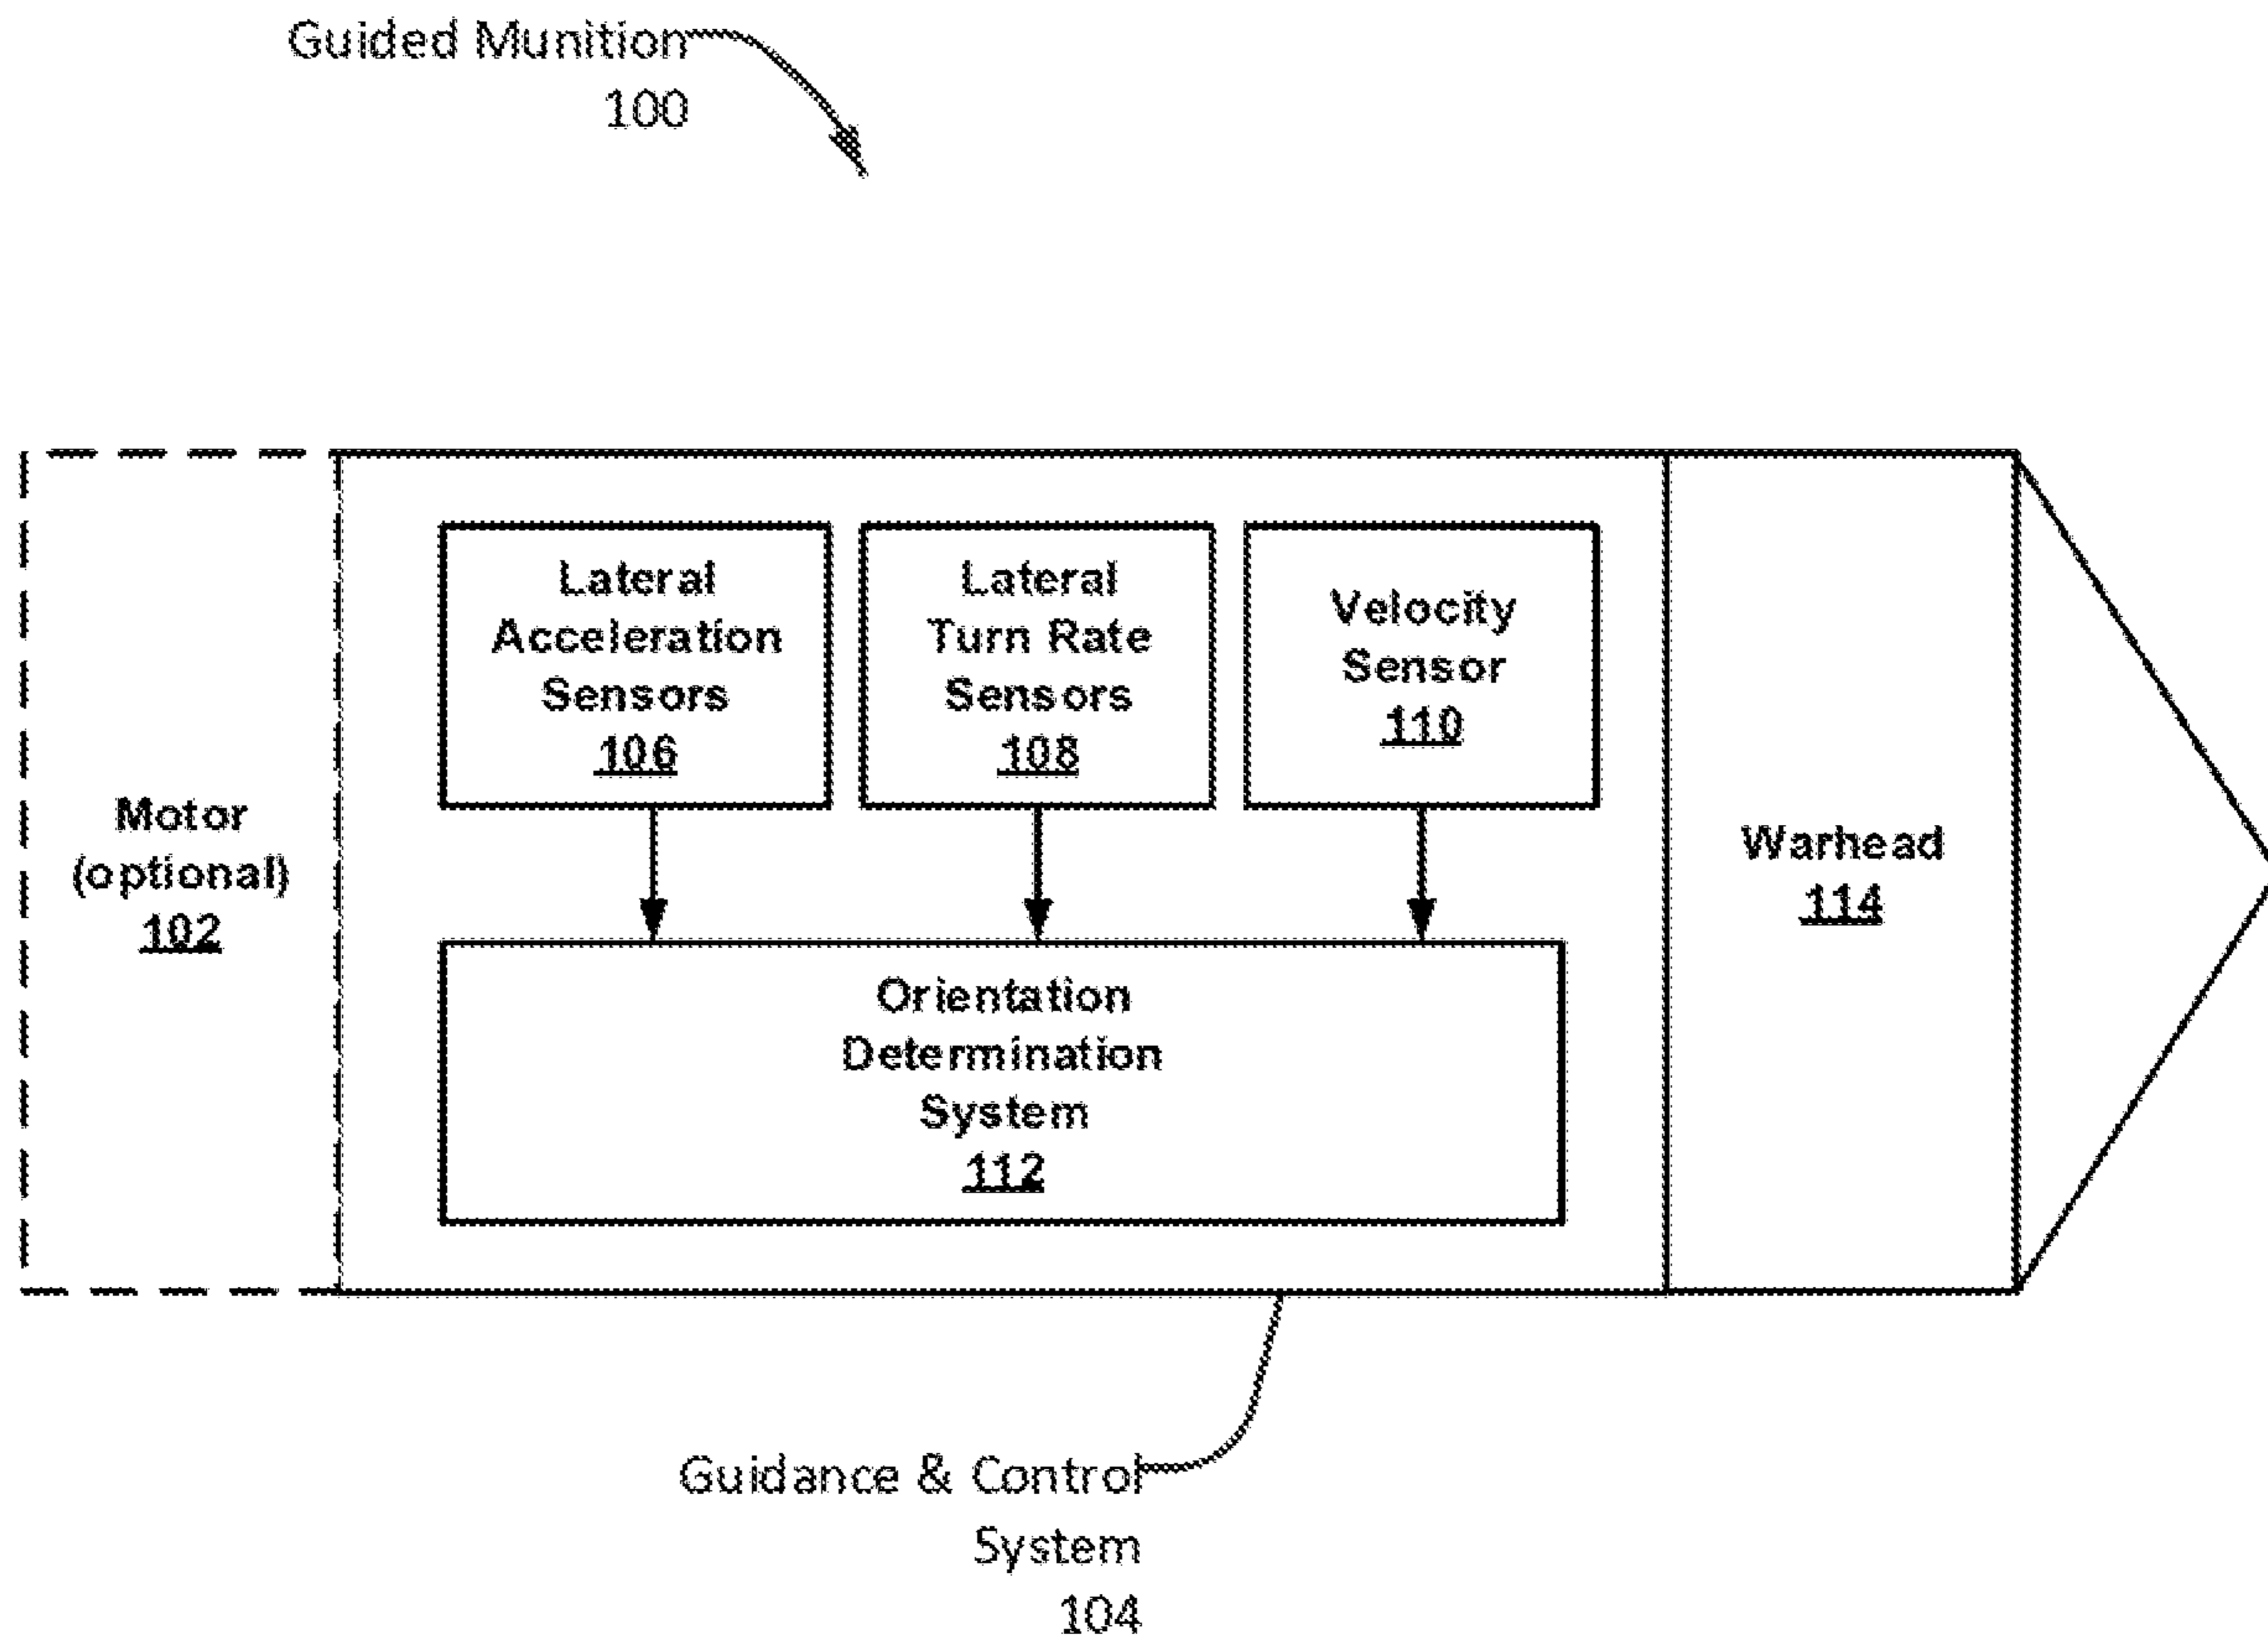 Guided Munition
100
Lateral
Acceleration
Sensors
106
Lateral
Turn Rate
Sensors
108
Velocity
Sensor
110
Motor
(optional)
102
Warhead
114
Orientation
Determination
System
112
Guidance & Control
System
104